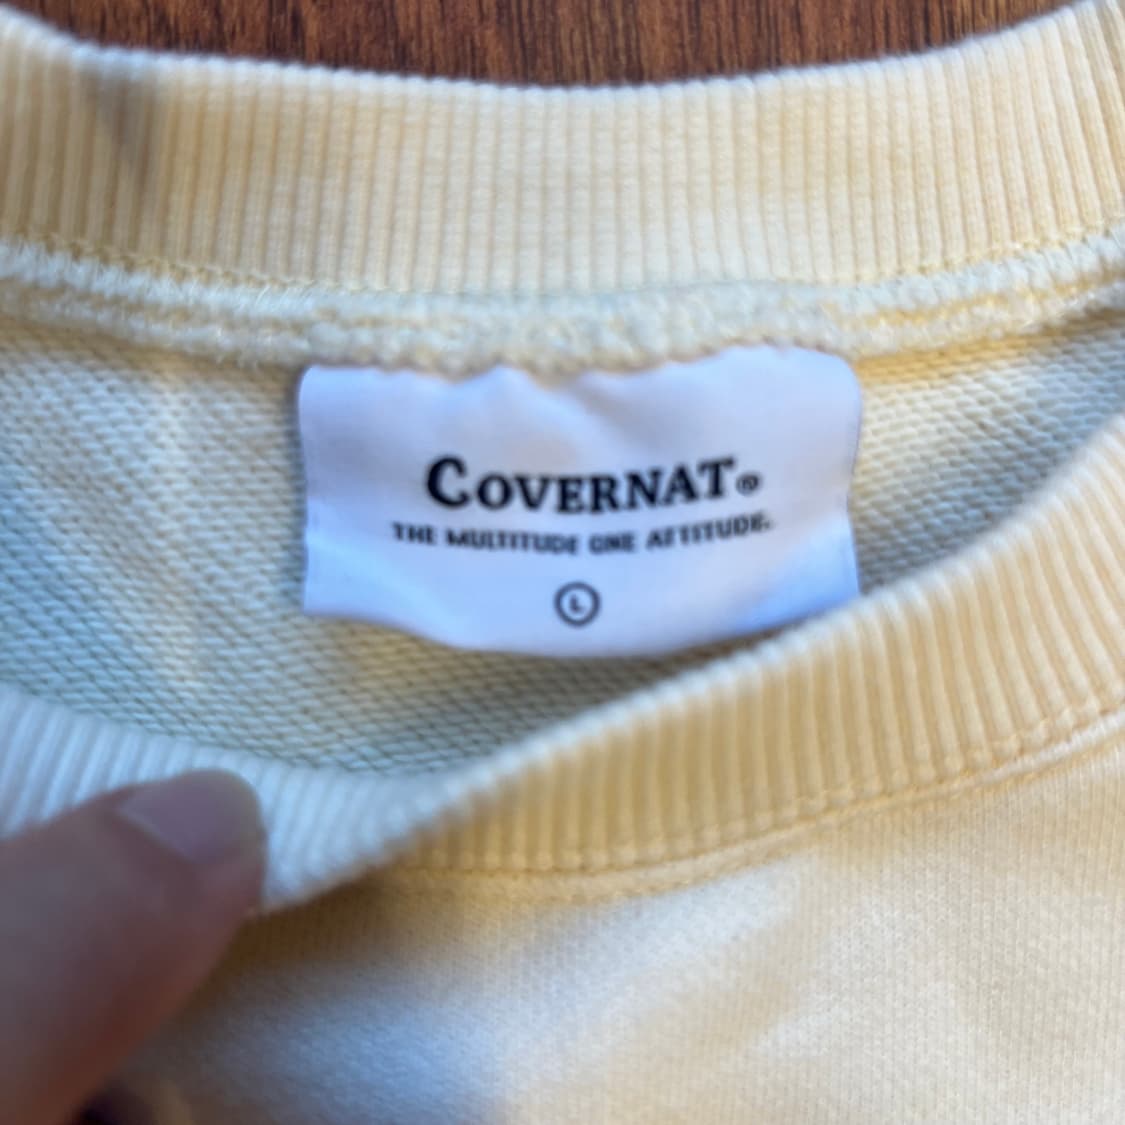 COVERNAT®
THE MULTITUDE ONE ATTITUDE.
L